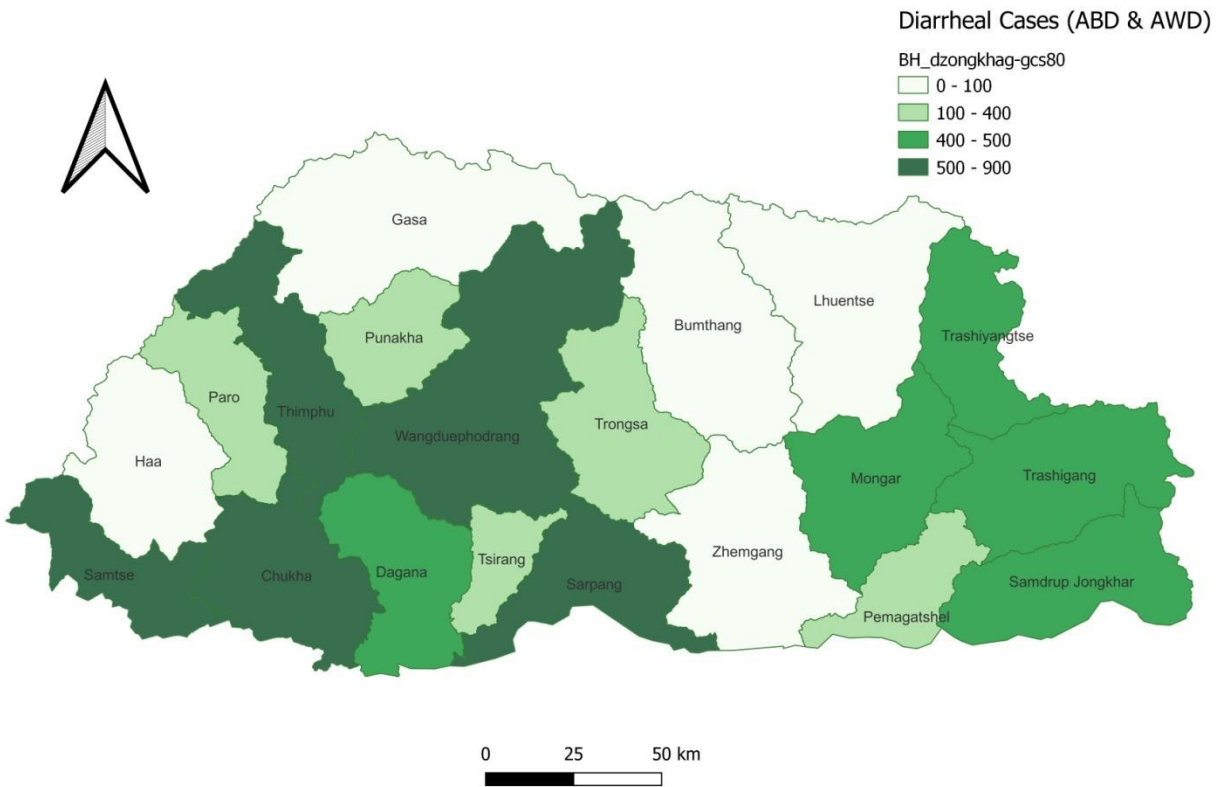 Diarrheal Cases (ABD & AWD)
BH_dzongkhag-gcs80
0 - 100
100 - 400
400 - 500
500 - 900
Gasa
Lhuentse
Bumthang
Punakha
Trashiyangtse
Paro
Thimphu
Trongsa
Wangduephodrang
Haa
Mongar
Trashigang
Zhemgang
Tsirang
Dagana
Samtse
Chukha
Sarpang
Samdrup Jongkhar
Pemagatshel
0 25 50 km